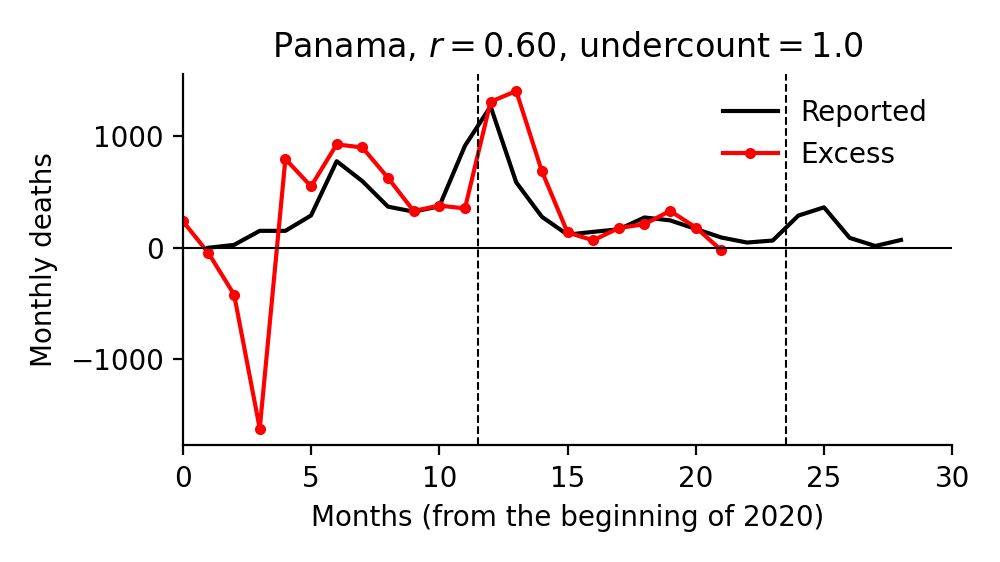 Panama, r = 0.60, undercount = 1.0
Reported
Excess
Monthly deaths
1000
0
−1000
0 5 10 15 20 25 30
Months (from the beginning of 2020)